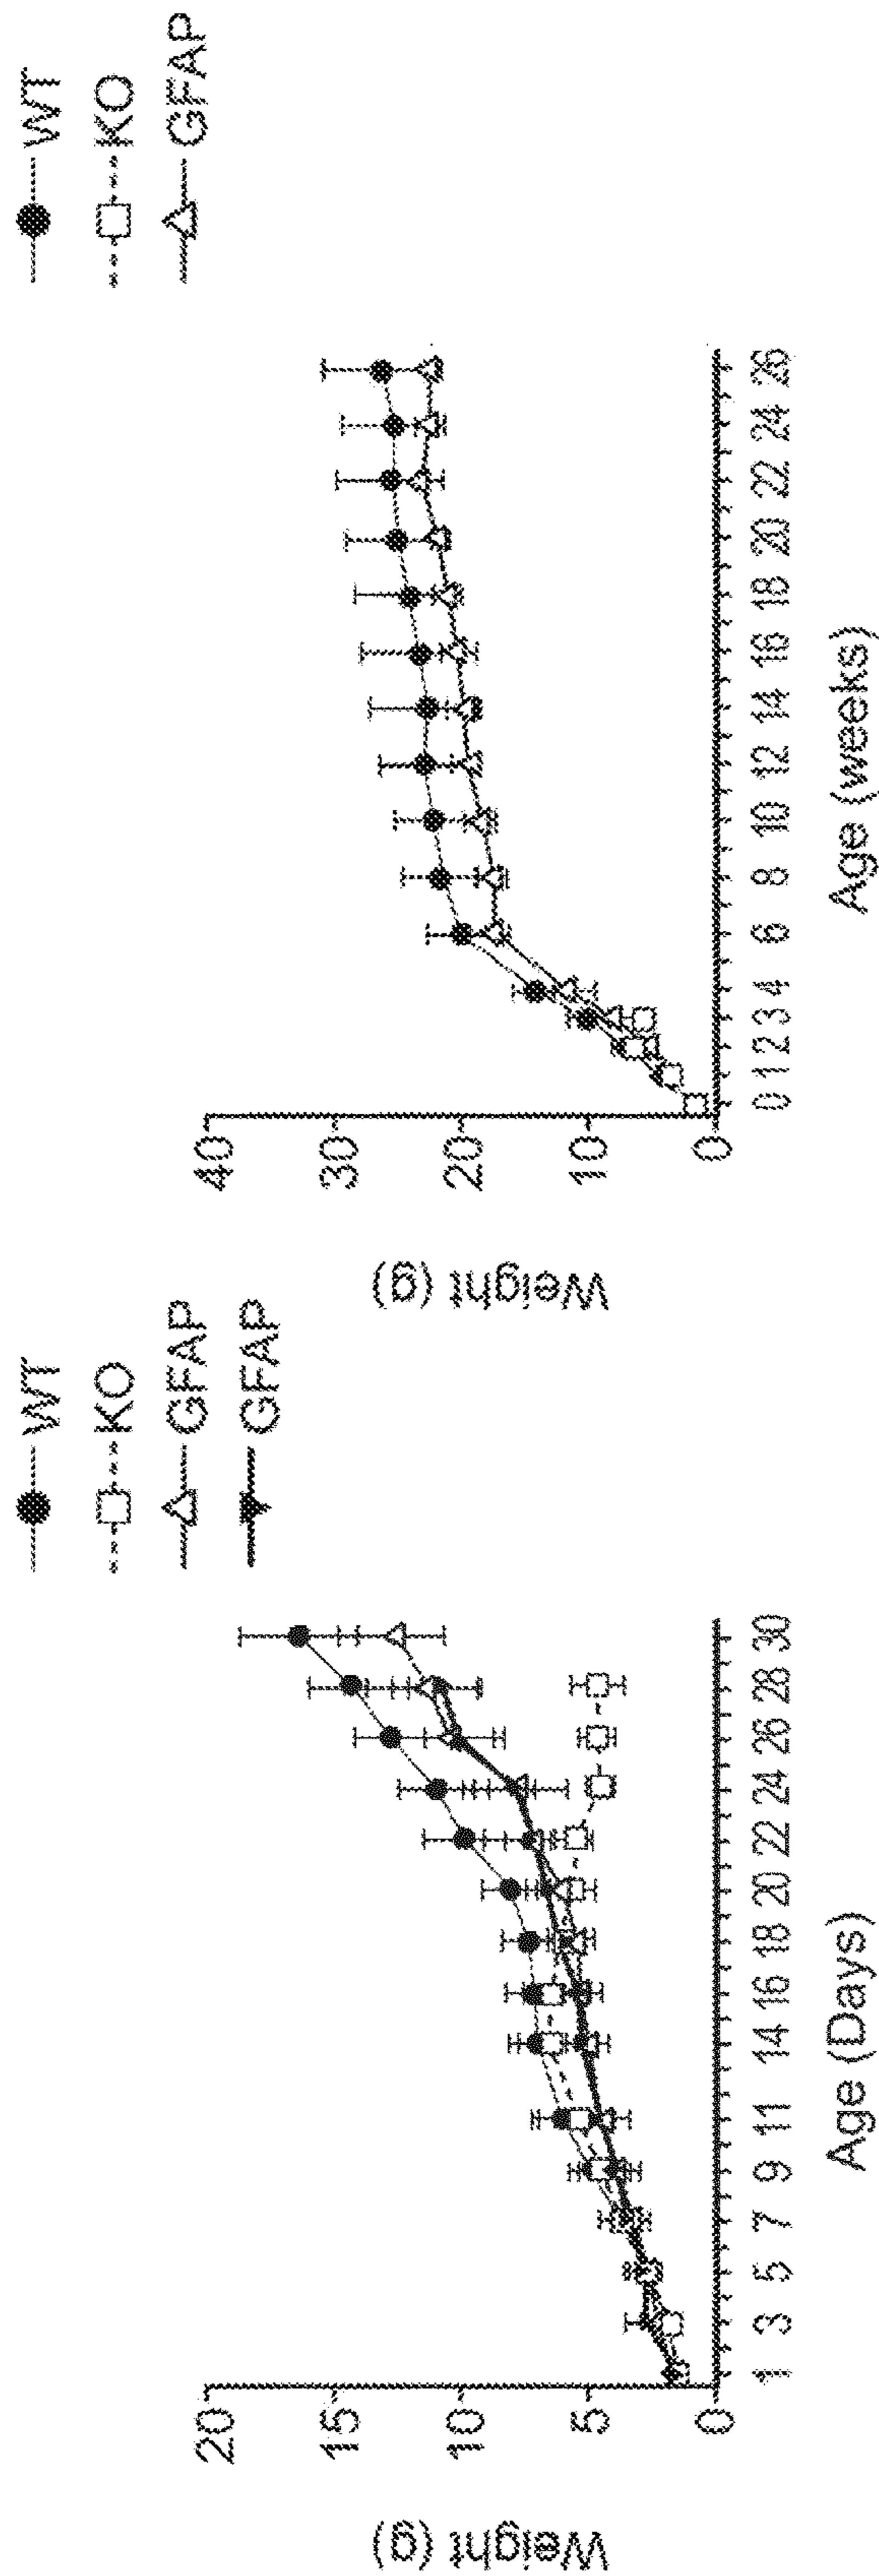 WT
KO
GFAP
GFAP
20
15
10
5
0
Weight (g)
1 3 5 7 9 11 14 16 18 20 22 24 26 28 30
Age (Days)
WT
KO
GFAP
40
30
20
10
0
Weight (g)
0 1 2 3 4 6 8 10 12 14 16 18 20 22 24 26
Age (weeks)